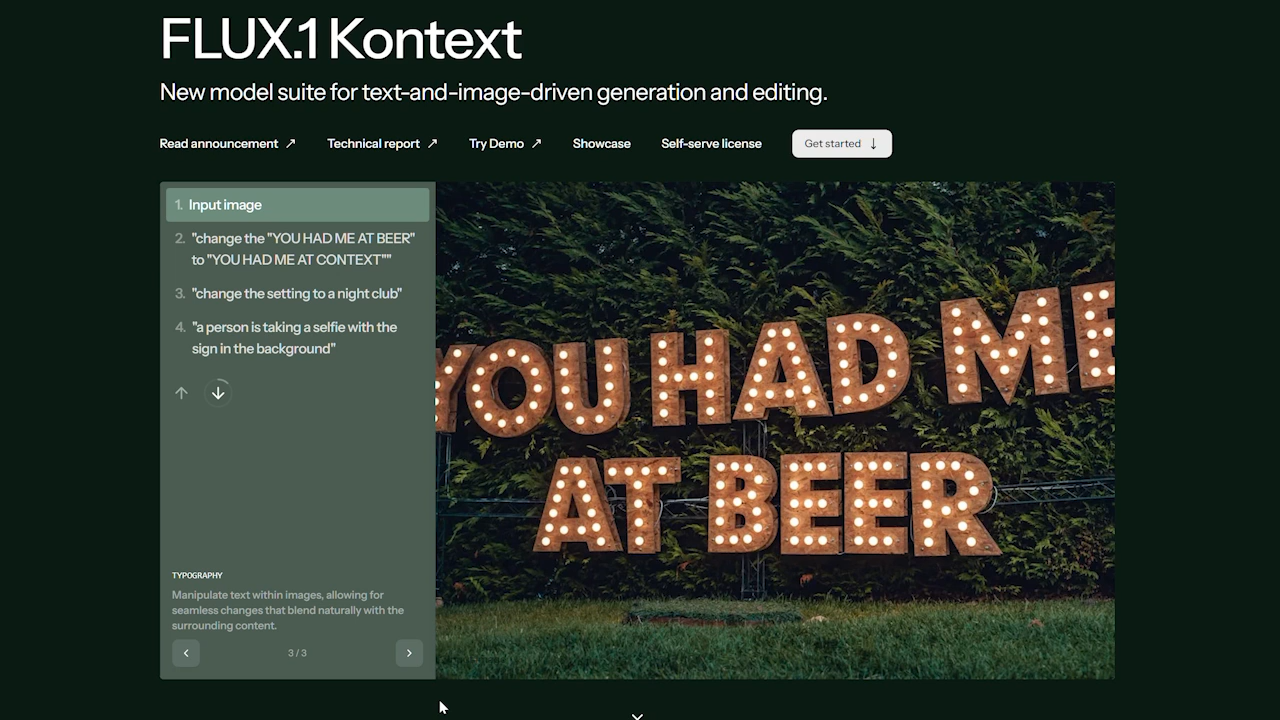 FLUX.1 Kontext
New model suite for text-and-image-driven generation and editing.
Read announcement ↗ Technical report ↗ Try Demo ↗ Showcase Self-serve license Get started ↓
1. Input image
2. "change the "YOU HAD ME AT BEER"
to "YOU HAD ME AT CONTEXT""
3. "change the setting to a night club"
4. "a person is taking a selfie with the
sign in the background"
TYPOGRAPHY
Manipulate text within images, allowing for
seamless changes that blend naturally with the
surrounding content.
3 / 3
YOU HAD ME
AT BEER